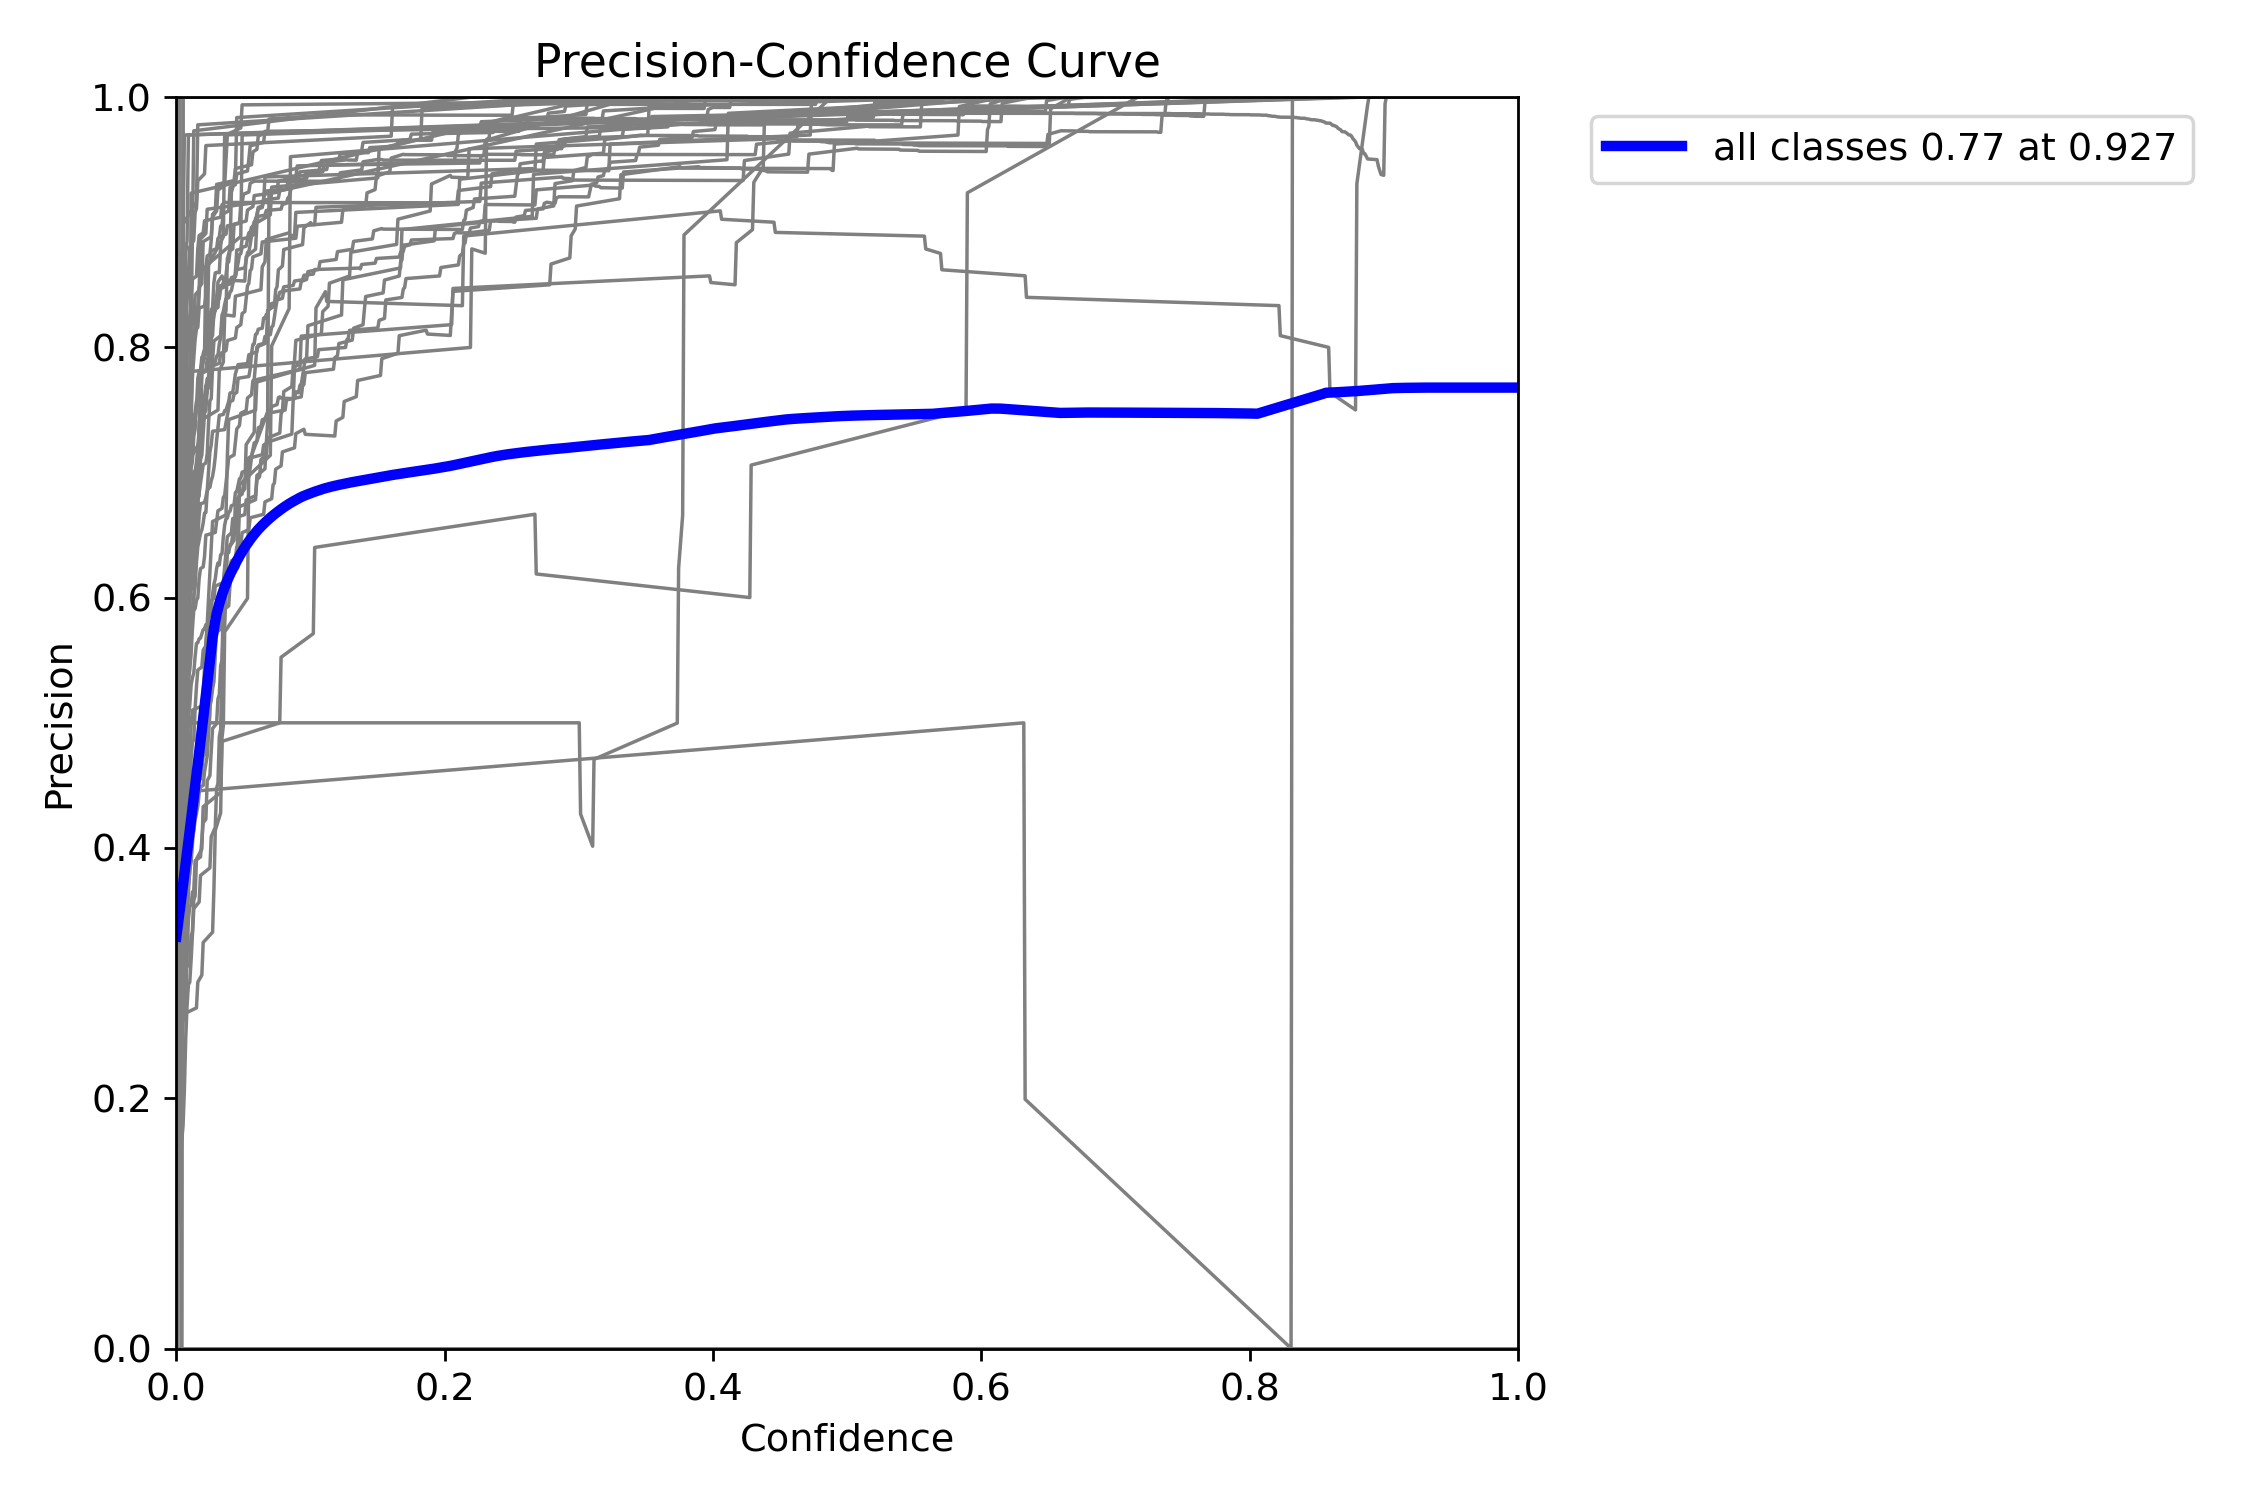 Precision-Confidence Curve
all classes 0.77 at 0.927
1.0
0.8
0.6
0.4
0.2
0.0
Precision
0.0 0.2 0.4 0.6 0.8 1.0
Confidence